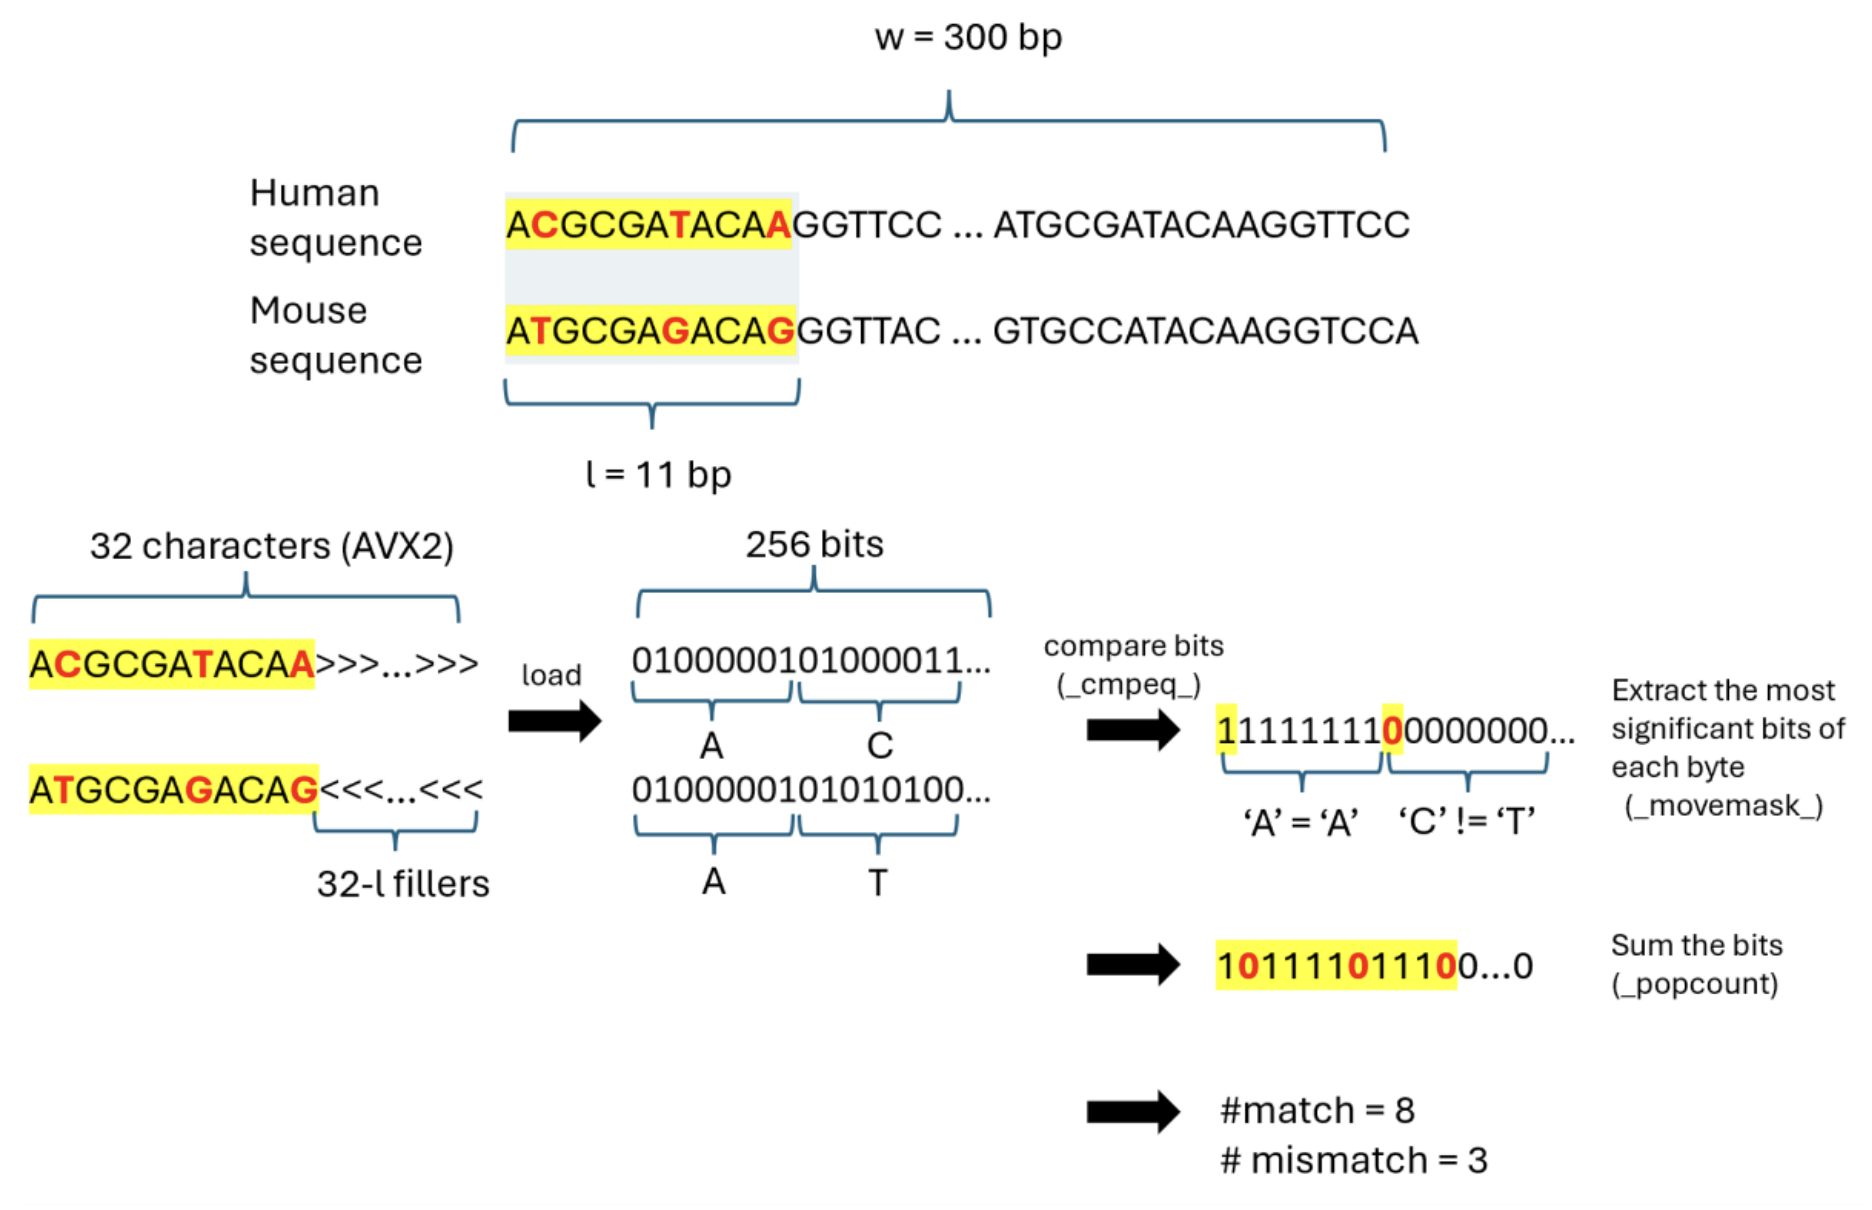 w = 300 bp
Human
sequence
ACGCGATACAAGGTTCC ... ATGCGATACAAGGTTCC
Mouse
sequence
ATGCGAGACAGGGTTAC ... GTGCCATACAAGGTCCA
l = 11 bp
32 characters (AVX2)
ACGCGATACAA>>>...>>>
ATGCGAGACAG<<<...<<<
32-l fillers
load
256 bits
0100000101000011...
A C
0100000101010100...
A T
compare bits
(_cmpeq_)
1111111100000000...
‘A’ = ‘A’ ‘C’ != ‘T’
Extract the most
significant bits of
each byte
(_movemask_)
101111011100...0
Sum the bits
(_popcount)
#match = 8
# mismatch = 3